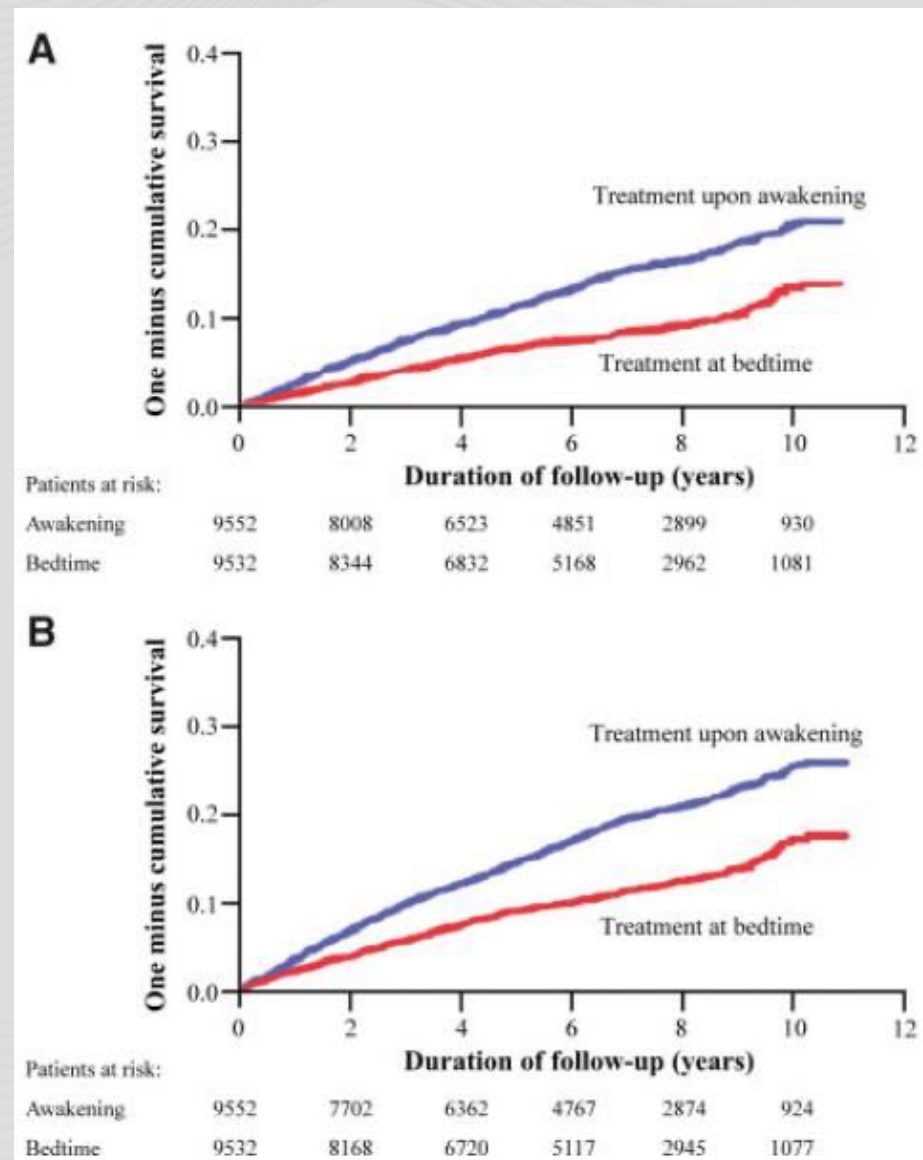 A
One minus cumulative survival
0.4
0.3
0.2
0.1
0.0
Treatment upon awakening
Treatment at bedtime
0 2 4 6 8 10 12
Duration of follow-up (years)
Patients at risk:
Awakening 9552 8008 6523 4851 2899 930
Bedtime 9532 8344 6832 5168 2962 1081
B
One minus cumulative survival
0.4
0.3
0.2
0.1
0.0
Treatment upon awakening
Treatment at bedtime
0 2 4 6 8 10 12
Duration of follow-up (years)
Patients at risk:
Awakening 9552 7702 6362 4767 2874 924
Bedtime 9532 8168 6720 5117 2945 1077